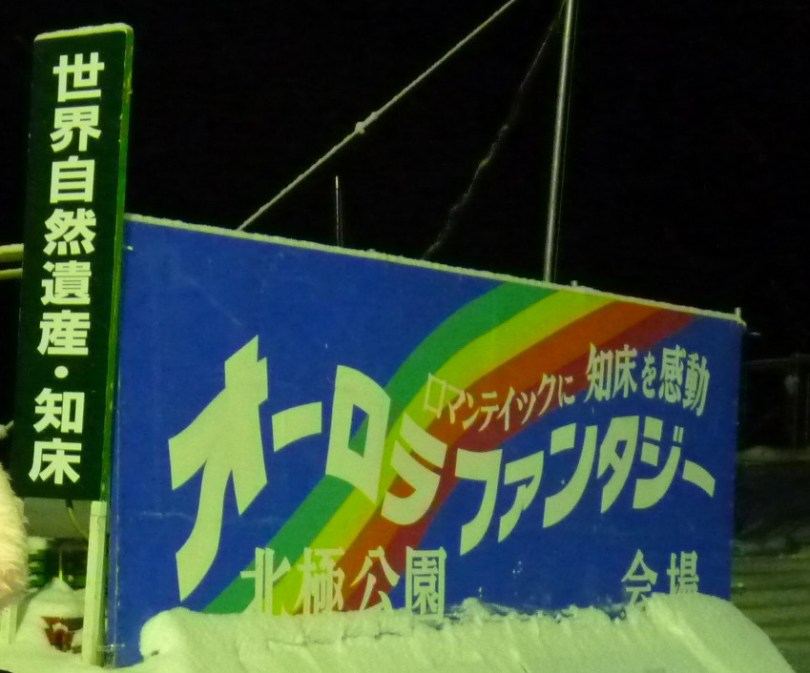 世界自然遺産・知床
ロマンテイックに 知床を感動
オーロラファンタジー
北極公園 会場